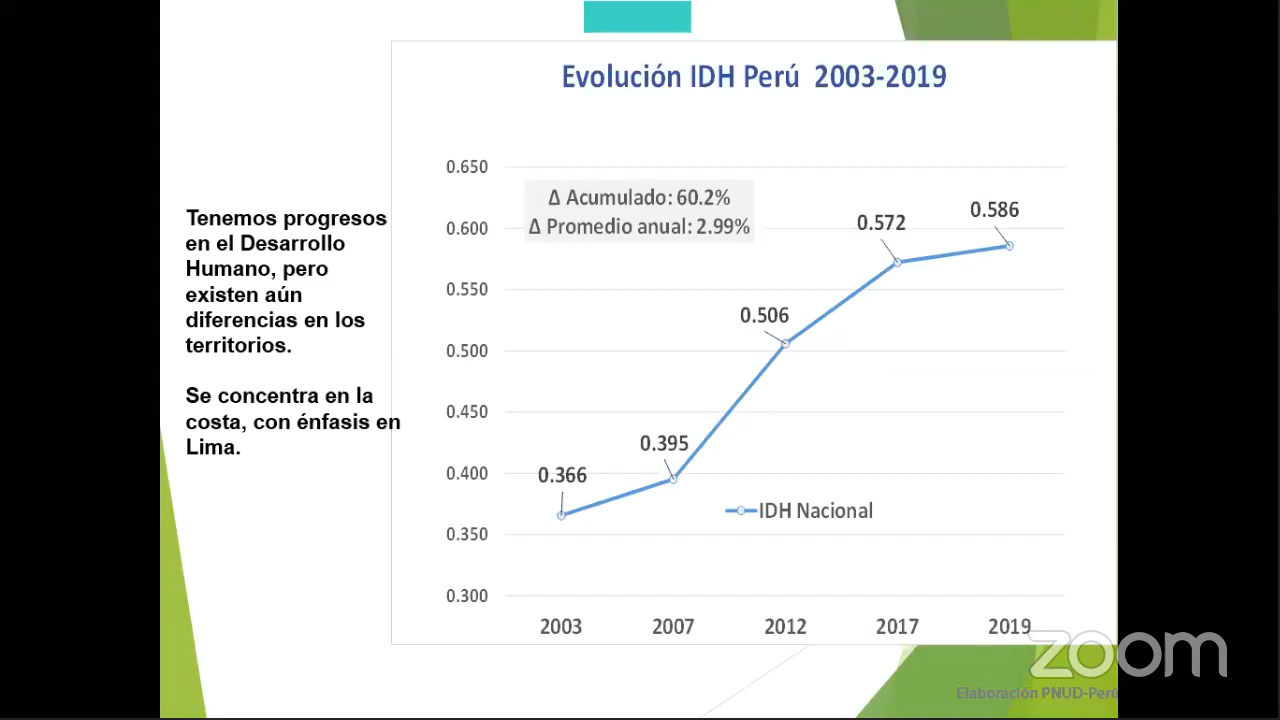 Evolución IDH Perú 2003-2019
Tenemos progresos
en el Desarrollo
Humano, pero
existen aún
diferencias en los
territorios.
Se concentra en la
costa, con énfasis en
Lima.
0.650
0.600
0.550
0.500
0.450
0.400
0.350
0.300
Δ Acumulado: 60.2%
Δ Promedio anual: 2.99%
0.366
0.395
0.506
0.572
0.586
IDH Nacional
2003
2007
2012
2017
2019
zoom
Elaboración PNUD-Perú